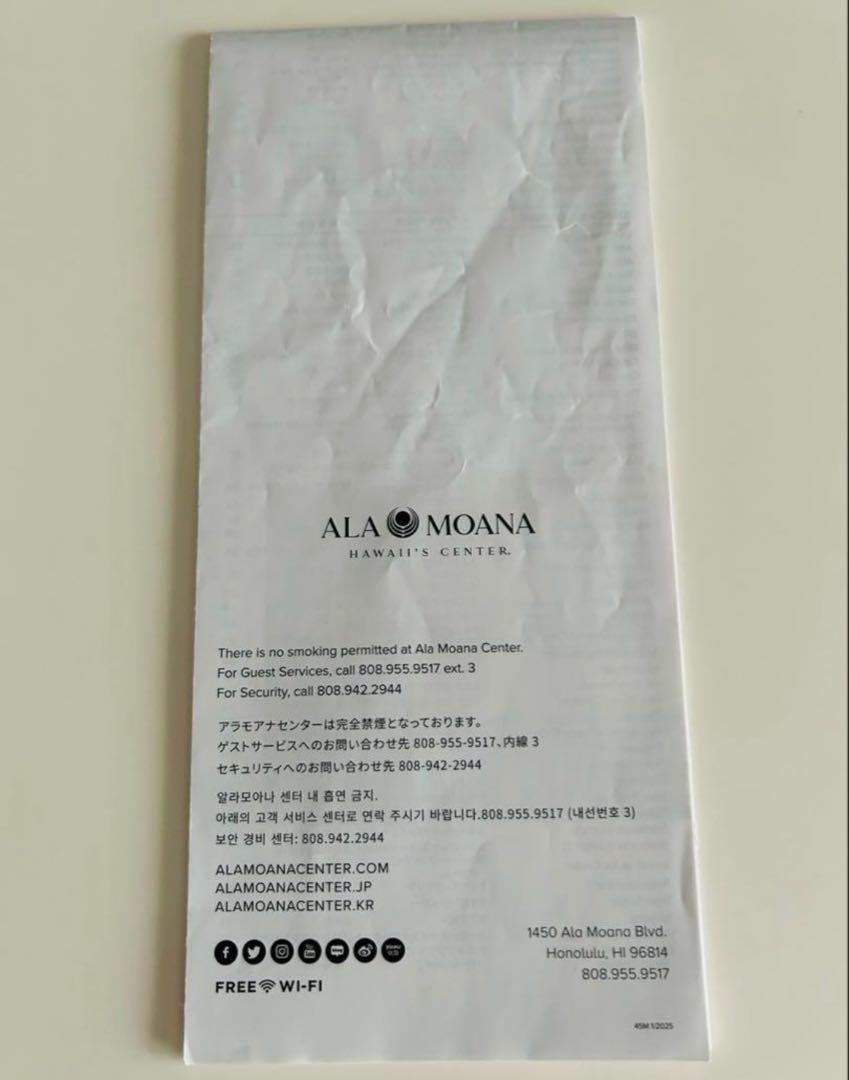 ALA MOANA
HAWAII'S CENTER.
There is no smoking permitted at Ala Moana Center.
For Guest Services, call 808.955.9517 ext. 3
For Security, call 808.942.2944
アラモアナセンターは完全禁煙となっております。
ゲストサービスへのお問い合わせ先 808-955-9517、内線 3
セキュリティへのお問い合わせ先 808-942-2944
알라모아나 센터 내 흡연 금지.
아래의 고객 서비스 센터로 연락 주시기 바랍니다.808.955.9517 (내선번호 3)
보안 경비 센터: 808.942.2944
ALAMOANACENTER.COM
ALAMOANACENTER.JP
ALAMOANACENTER.KR
FREE WI-FI
1450 Ala Moana Blvd.
Honolulu, HI 96814
808.955.9517
45M 1/2025